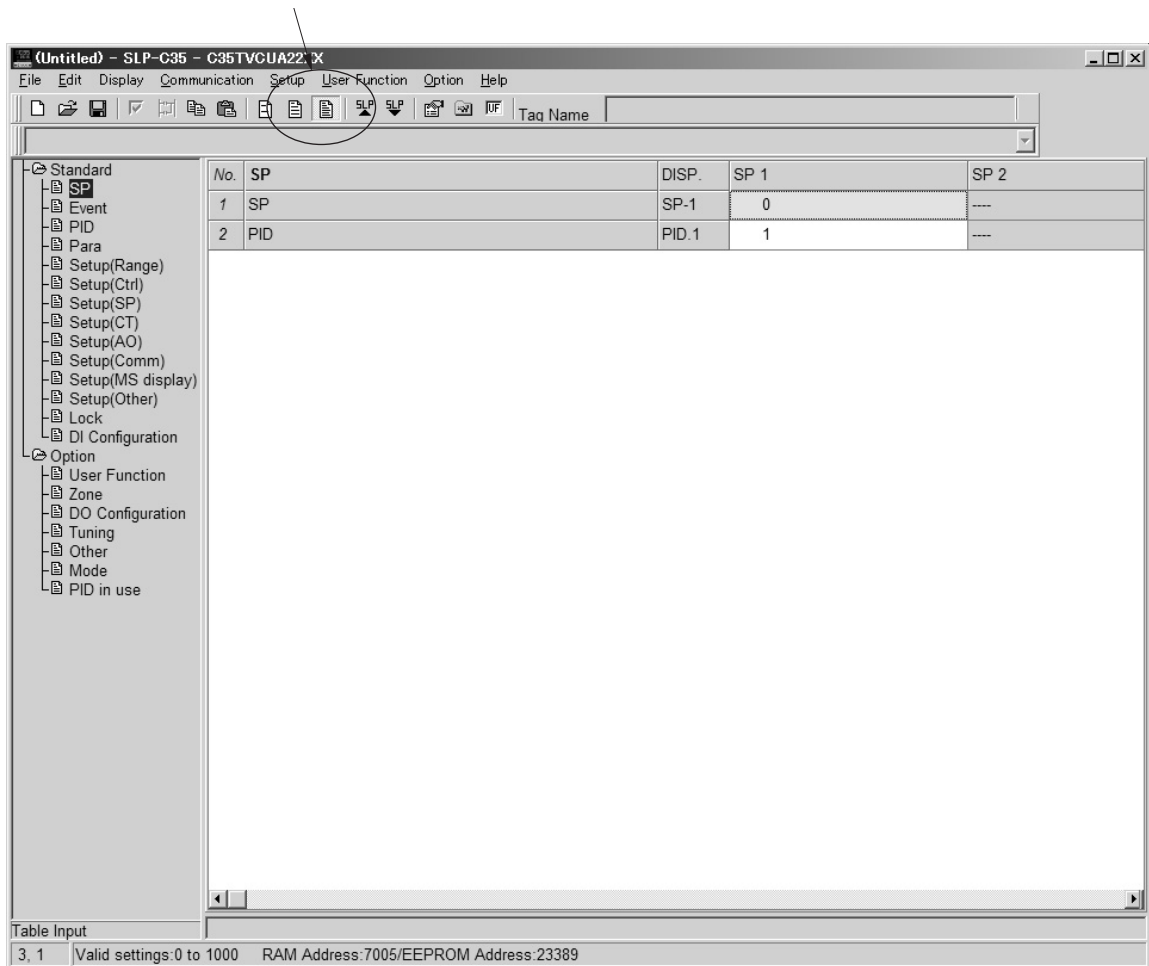 (Untitled) - SLP-C35 - C35TVCUA22XX
File Edit Display Communication Setup User Function Option Help
SLP SLP UF Tag Name
Standard
SP
Event
PID
Para
Setup(Range)
Setup(Ctrl)
Setup(SP)
Setup(CT)
Setup(AO)
Setup(Comm)
Setup(MS display)
Setup(Other)
Lock
DI Configuration
Option
User Function
Zone
DO Configuration
Tuning
Other
Mode
PID in use
No. SP DISP. SP 1 SP 2
1 SP SP-1 0 ----
2 PID PID.1 1 ----
Table Input
3, 1 Valid settings:0 to 1000 RAM Address:7005/EEPROM Address:23389